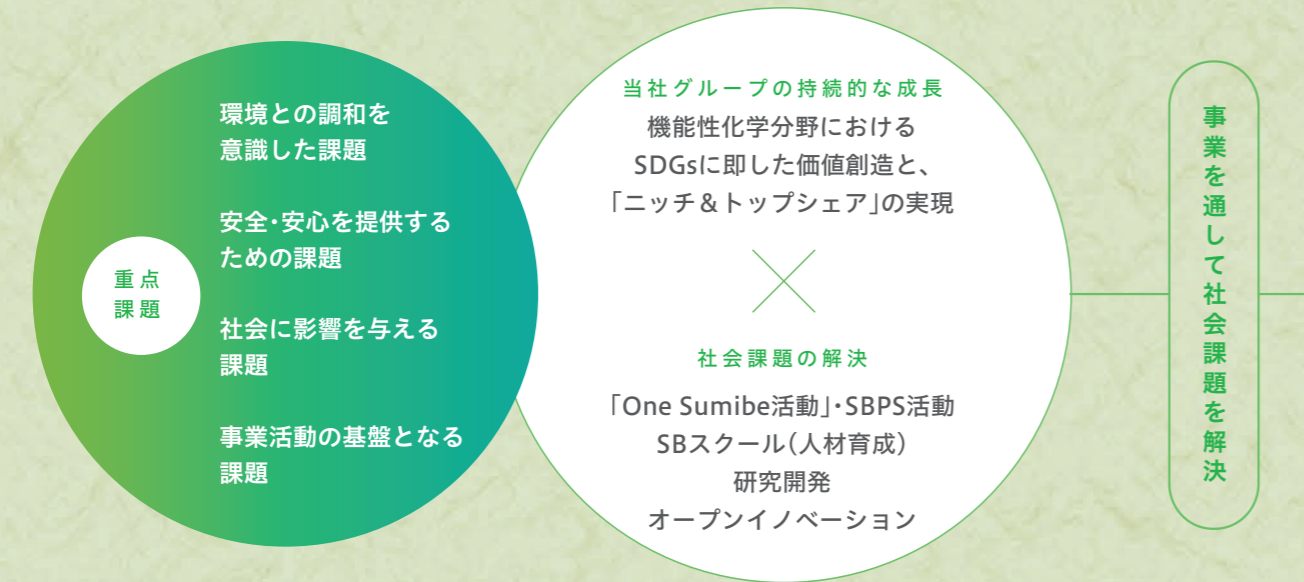 重点
課題
環境との調和を
意識した課題
安全・安心を提供する
ための課題
社会に影響を与える
課題
事業活動の基盤となる
課題
当社グループの持続的な成長
機能性化学分野における
SDGsに即した価値創造と、
「ニッチ&トップシェア」の実現
社会課題の解決
「One Sumibe活動」・SBPS活動
SBスクール(人材育成)
研究開発
オープンイノベーション
事業を通して社会課題を解決